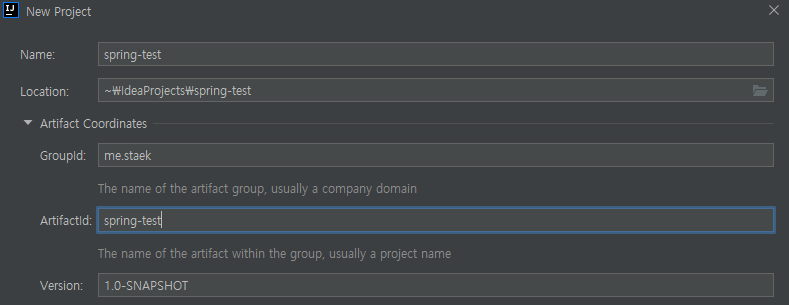 New Project
Name: spring-test
Location: ~₩IdeaProjects₩spring-test
Artifact Coordinates
GroupId: me.staek
The name of the artifact group, usually a company domain
ArtifactId: spring-test
The name of the artifact within the group, usually a project name
Version: 1.0-SNAPSHOT